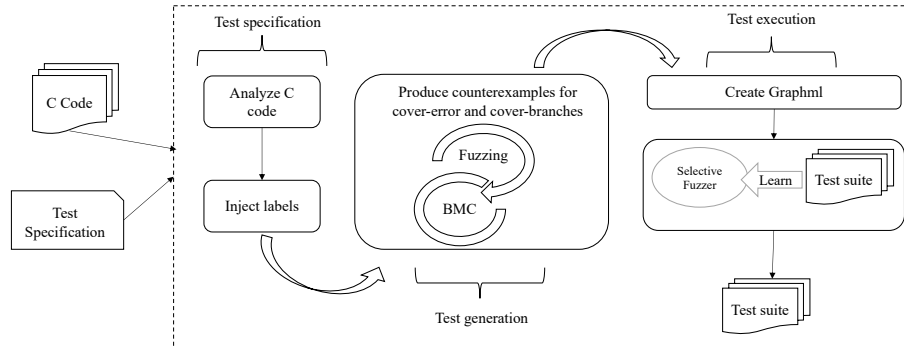 Test specification
Test execution
C Code
Analyze C
code
Produce counterexamples for
cover-error and cover-branches
Create Graphml
Fuzzing
Selective
Fuzzer
Learn
Test suite
Test
Specification
Inject labels
BMC
Test generation
Test suite